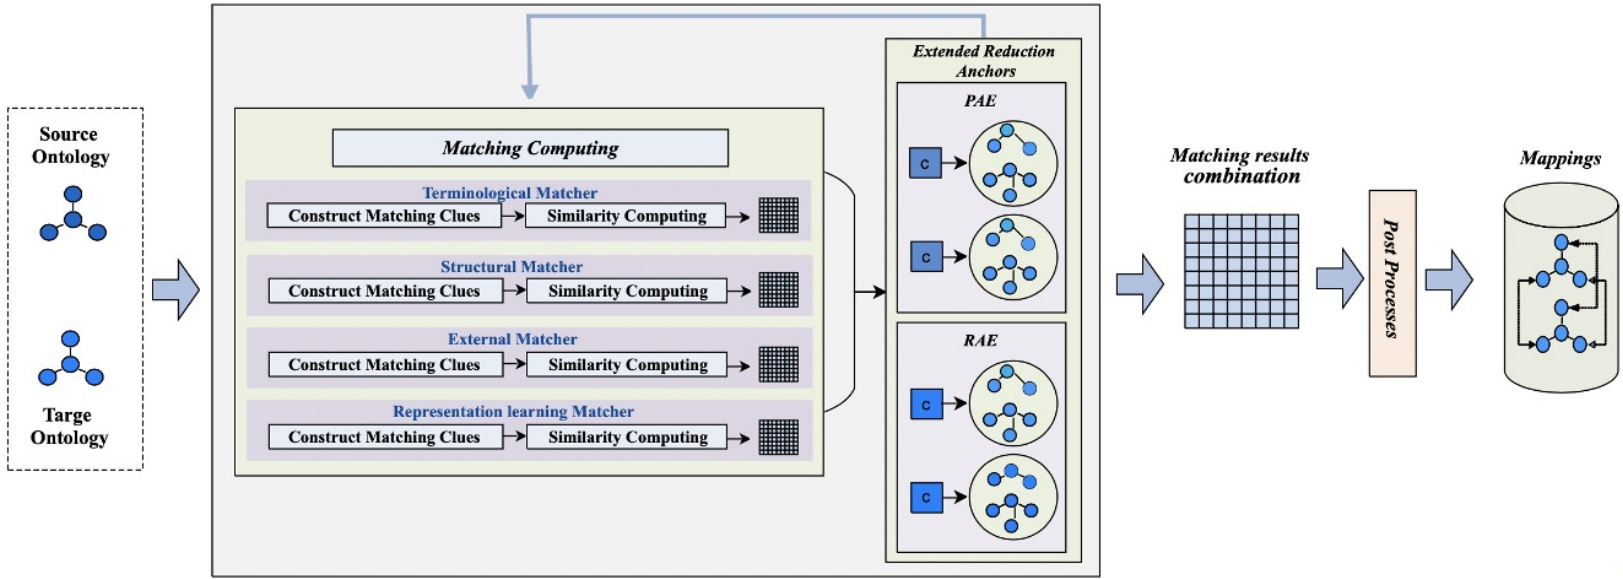 Source
Ontology
Targe
Ontology
Matching Computing
Terminological Matcher
Construct Matching Clues
Similarity Computing
Structural Matcher
Construct Matching Clues
Similarity Computing
External Matcher
Construct Matching Clues
Similarity Computing
Representation learning Matcher
Construct Matching Clues
Similarity Computing
Extended Reduction
Anchors
PAE
C
C
RAE
C
C
Matching results
combination
Post Processes
Mappings